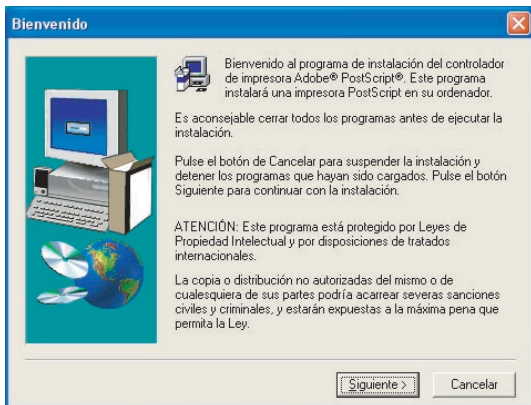 Bienvenido
Bienvenido al programa de instalación del controlador
de impresora Adobe® PostScript®. Este programa
instalará una impresora PostScript en su ordenador.
Es aconsejable cerrar todos los programas antes de ejecutar la
instalación.
Pulse el botón de Cancelar para suspender la instalación y
detener los programas que hayan sido cargados. Pulse el botón
Siguiente para continuar con la instalación.
ATENCIÓN: Este programa está protegido por Leyes de
Propiedad Intelectual y por disposiciones de tratados
internacionales.
La copia o distribución no autorizadas del mismo o de
cualesquiera de sus partes podría acarrear severas sanciones
civiles y criminales, y estarán expuestas a la máxima pena que
permita la Ley.
Siguiente >
Cancelar